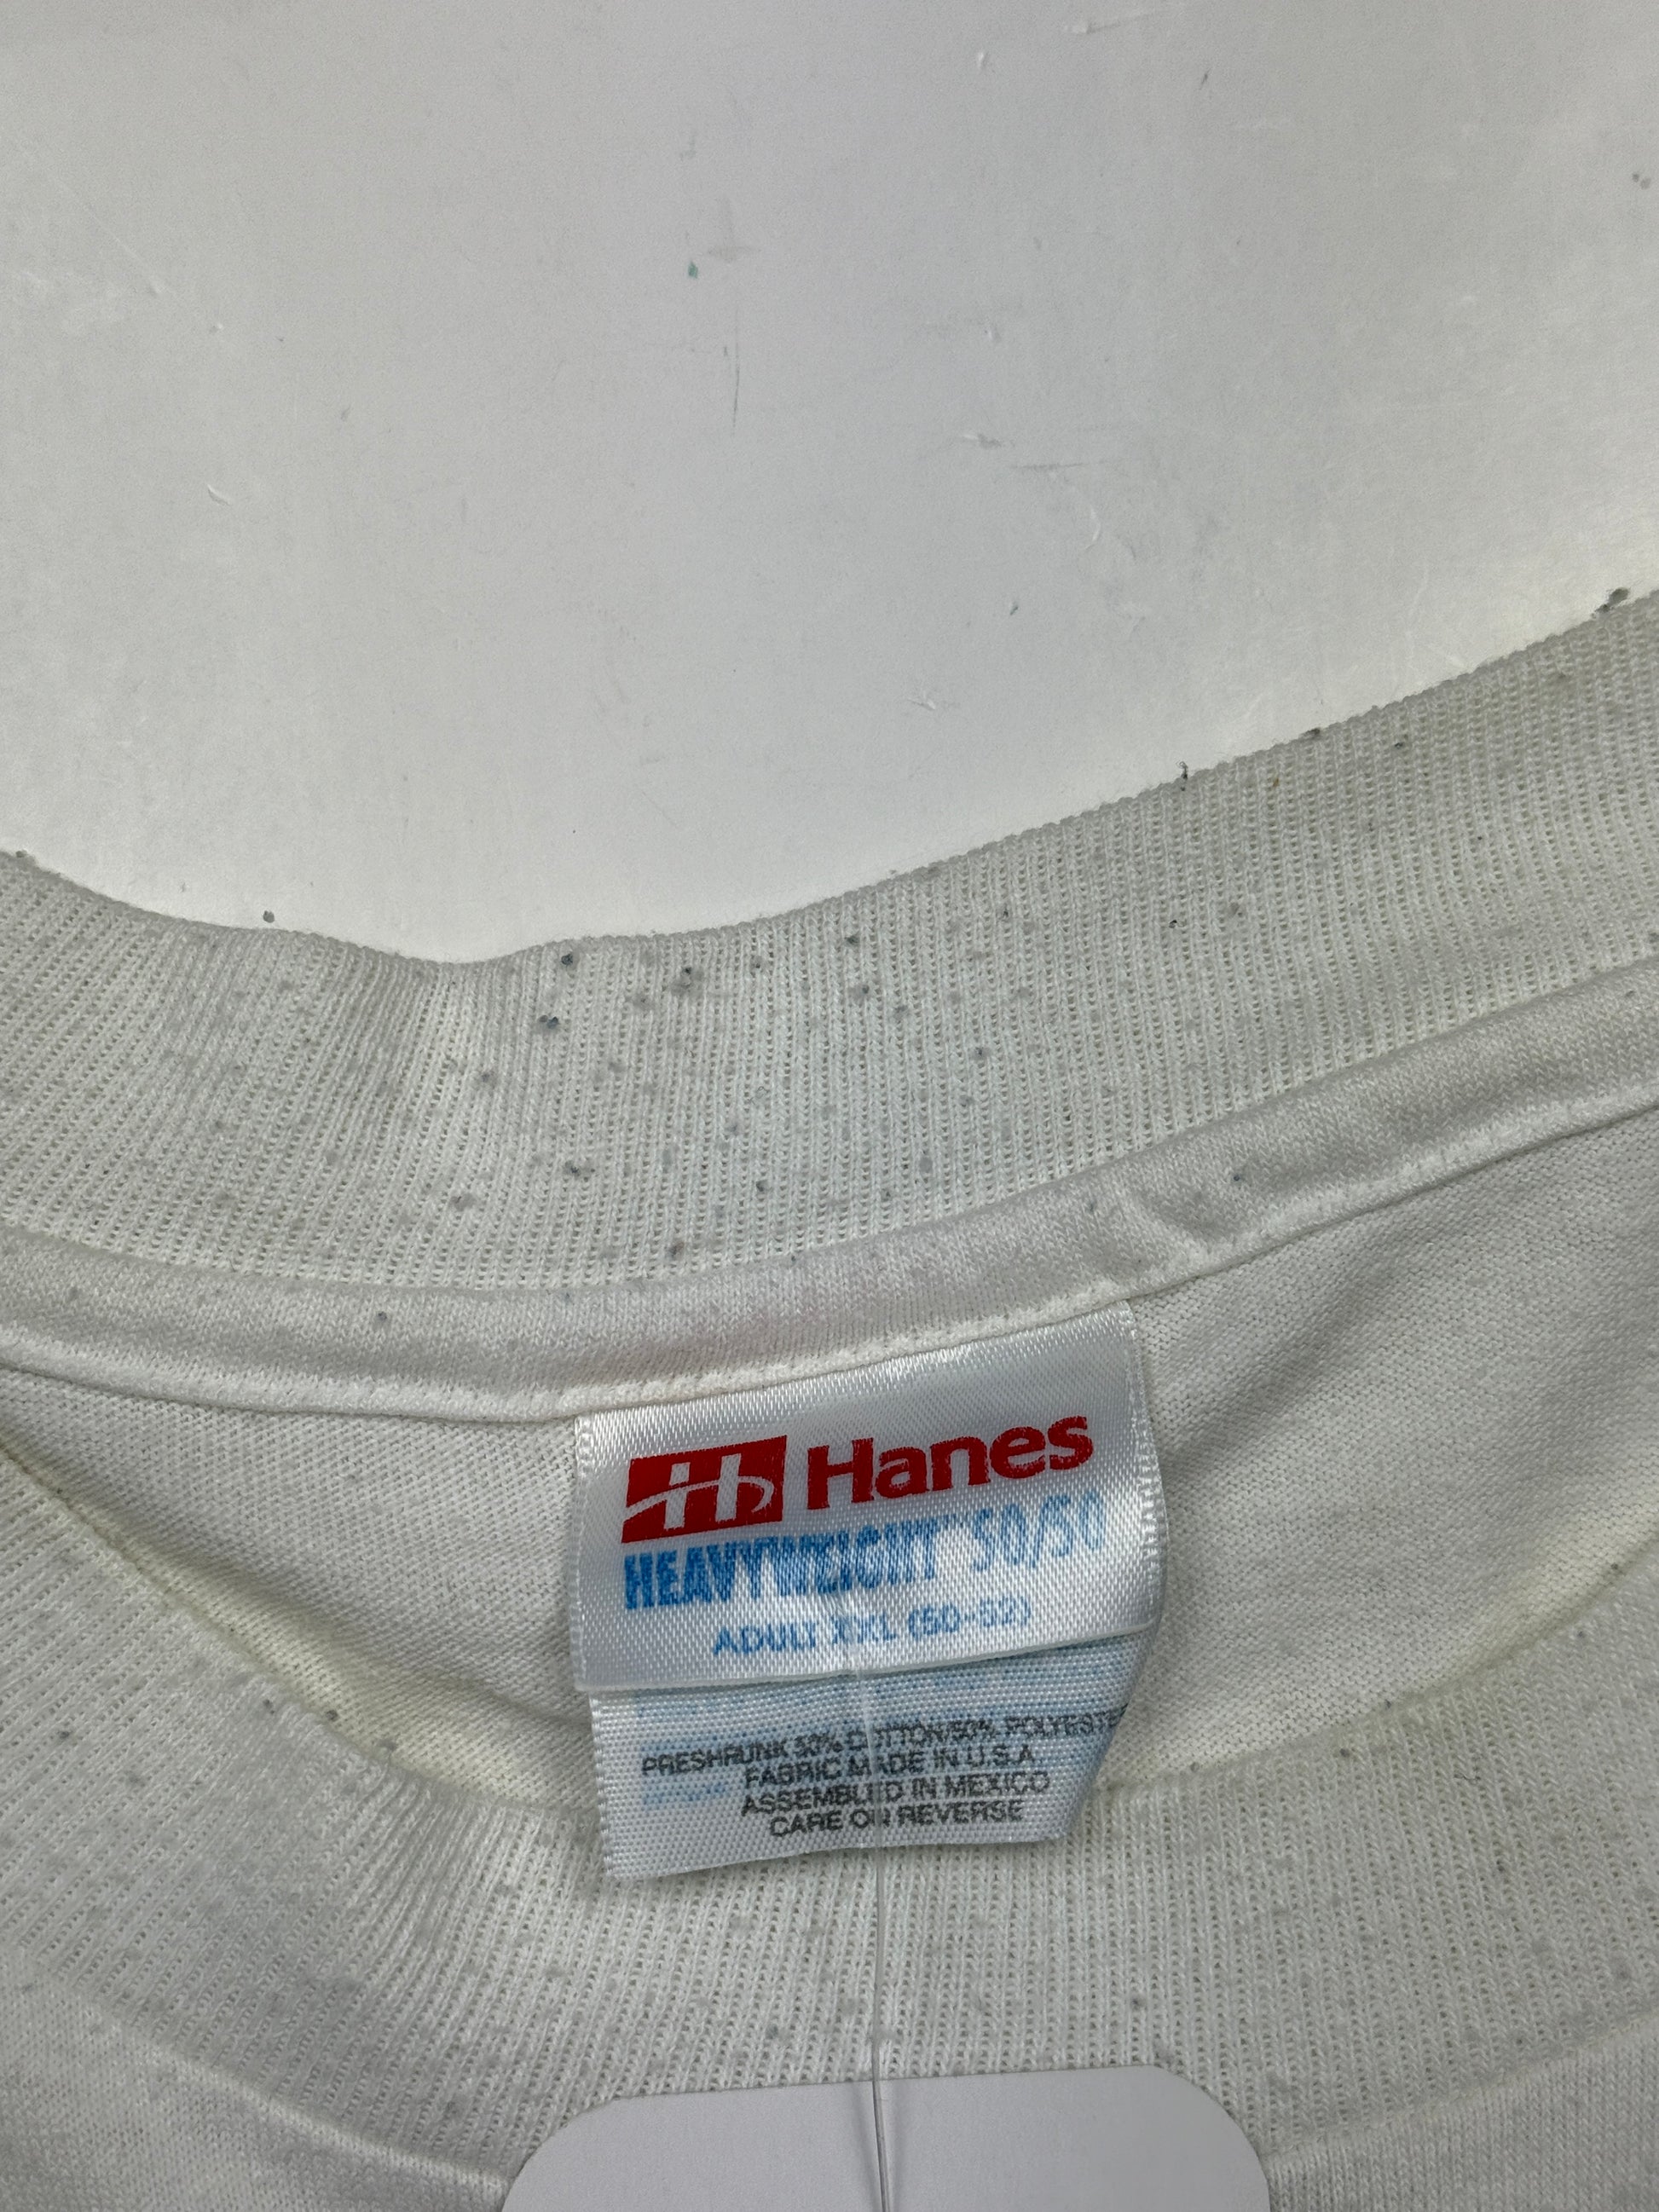 Hanes
HEAVYWEIGHT 50/50
ADULT XXL (50-52)
PRESHRUNK 50% COTTON/50% POLYESTER
FABRIC MADE IN U.S.A.
ASSEMBLED IN MEXICO
CARE ON REVERSE